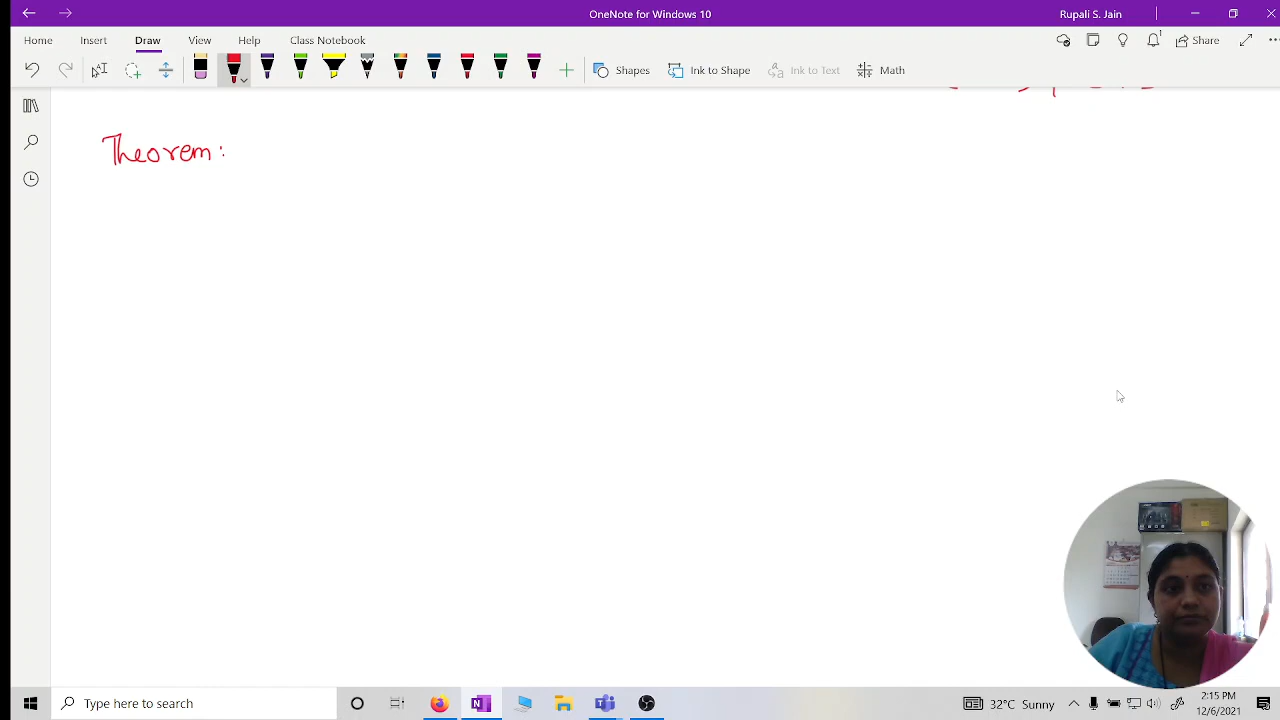 OneNote for Windows 10
Rupali S. Jain
Home Insert Draw View Help Class Notebook
Share
Shapes Ink to Shape Ink to Text Math
Theorem:
Type here to search
32°C Sunny
2:15 PM
2/6/2021